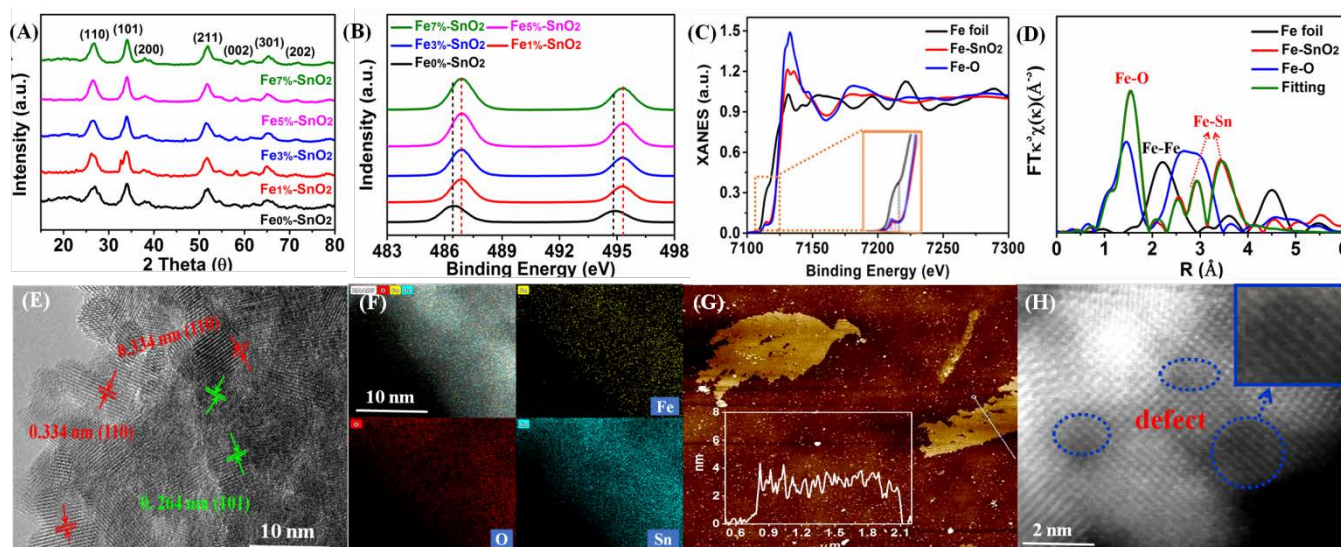 (A)
(110)
(101)
(200)
(211)
(002)
(301)
(202)
Fe7%-SnO2
Fe5%-SnO2
Fe3%-SnO2
Fe1%-SnO2
Fe0%-SnO2
Intensity (a.u.)
20 30 40 50 60 70 80
2 Theta (θ)
(B)
Fe7%-SnO2 Fe5%-SnO2
Fe3%-SnO2 Fe1%-SnO2
Fe0%-SnO2
Indensity (a.u.)
483 486 489 492 495 498
Binding Energy (eV)
(C)
Fe foil
Fe-SnO2
Fe-O
XANES (a.u.)
1.5
1.2
0.9
0.6
0.3
0.0
7100 7150 7200 7250 7300
Binding Energy (eV)
(D)
Fe foil
Fe-SnO2
Fe-O
Fitting
Fe-O
Fe-Fe
Fe-Sn
FTκ⁻³χ(κ)(Å⁻³)
0 1 2 3 4 5
R (Å)
(E)
0.334 nm (110)
0.334 nm (110)
0. 264 nm (101)
10 nm
(F)
10 nm
Fe
O
Sn
(G)
nm
8
6
4
2
0
0.6 0.9 1.2 1.5 1.8 2.1
(H)
defect
2 nm